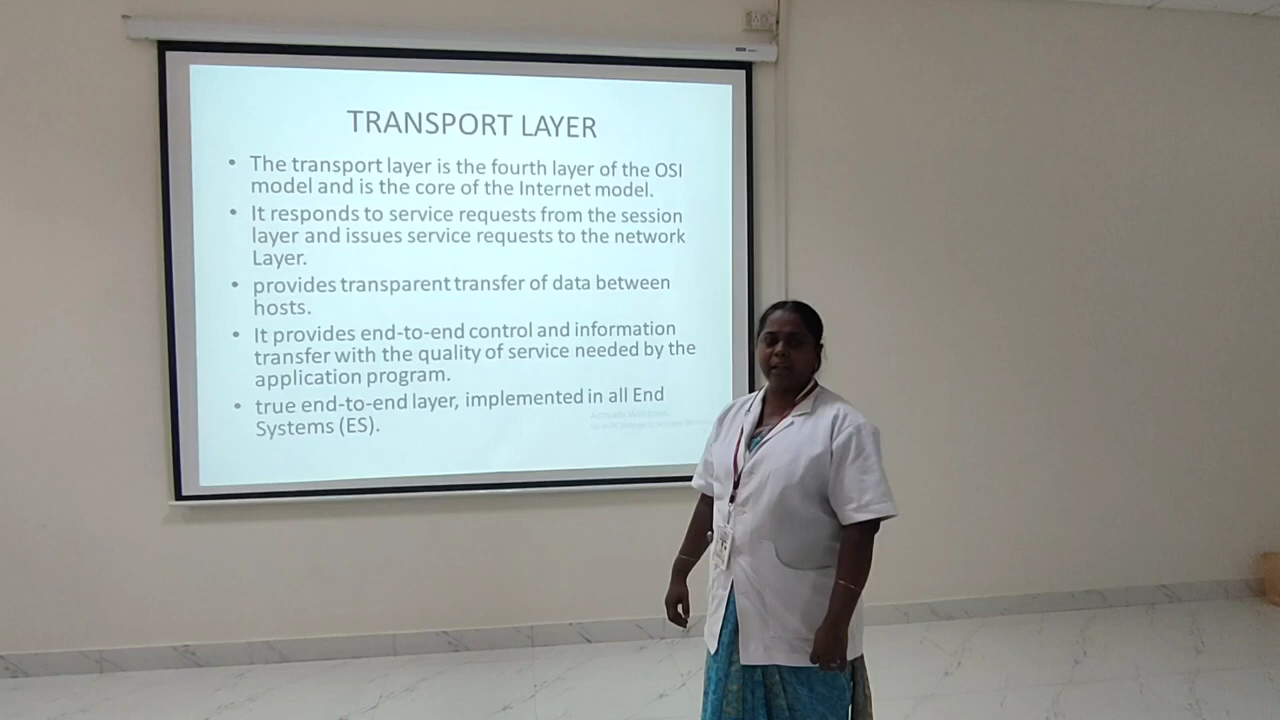 TRANSPORT LAYER
• The transport layer is the fourth layer of the OSI
model and is the core of the Internet model.
• It responds to service requests from the session
layer and issues service requests to the network
Layer.
• provides transparent transfer of data between
hosts.
• It provides end-to-end control and information
transfer with the quality of service needed by the
application program.
• true end-to-end layer, implemented in all End
Systems (ES).
Activate Windows